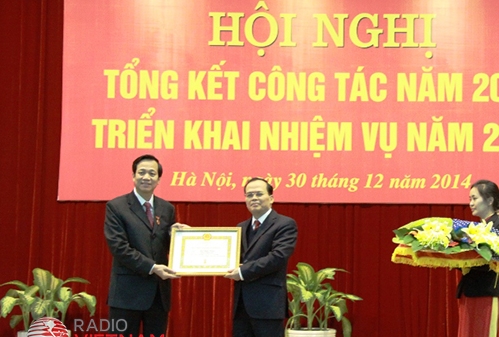 HỘI NGHỊ
TỔNG KẾT CÔNG TÁC NĂM 20
TRIỂN KHAI NHIỆM VỤ NĂM 2
Hà Nội, ngày 30 tháng 12 năm 2014
RADIO
VIETNAM